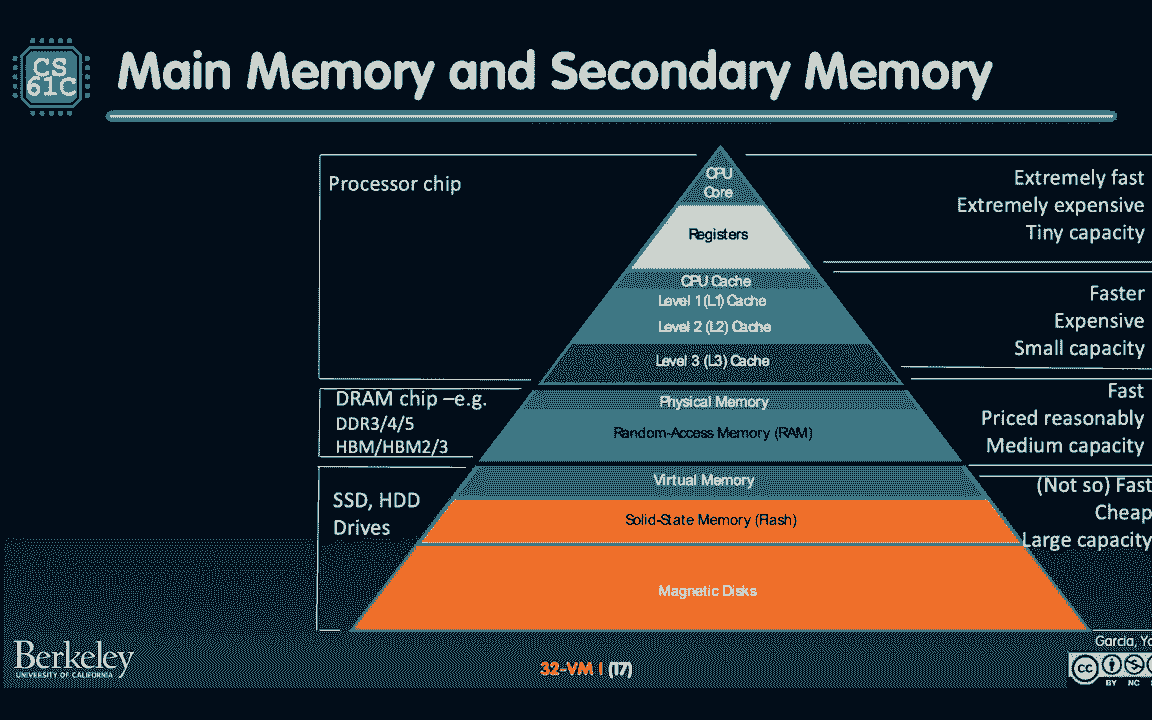 CS
61C
Main Memory and Secondary Memory
Processor chip
CPU
Core
Registers
CPU Cache
Level 1 (L1) Cache
Level 2 (L2) Cache
Level 3 (L3) Cache
Extremely fast
Extremely expensive
Tiny capacity
Faster
Expensive
Small capacity
DRAM chip –e.g.
DDR3/4/5
HBM/HBM2/3
Physical Memory
Random-Access Memory (RAM)
Fast
Priced reasonably
Medium capacity
SSD, HDD
Drives
Virtual Memory
Solid-State Memory (Flash)
Magnetic Disks
(Not so) Fast
Cheap
Large capacity
Berkeley
UNIVERSITY OF CALIFORNIA
32-VM I (17)
Garcia,
cc
BY NC